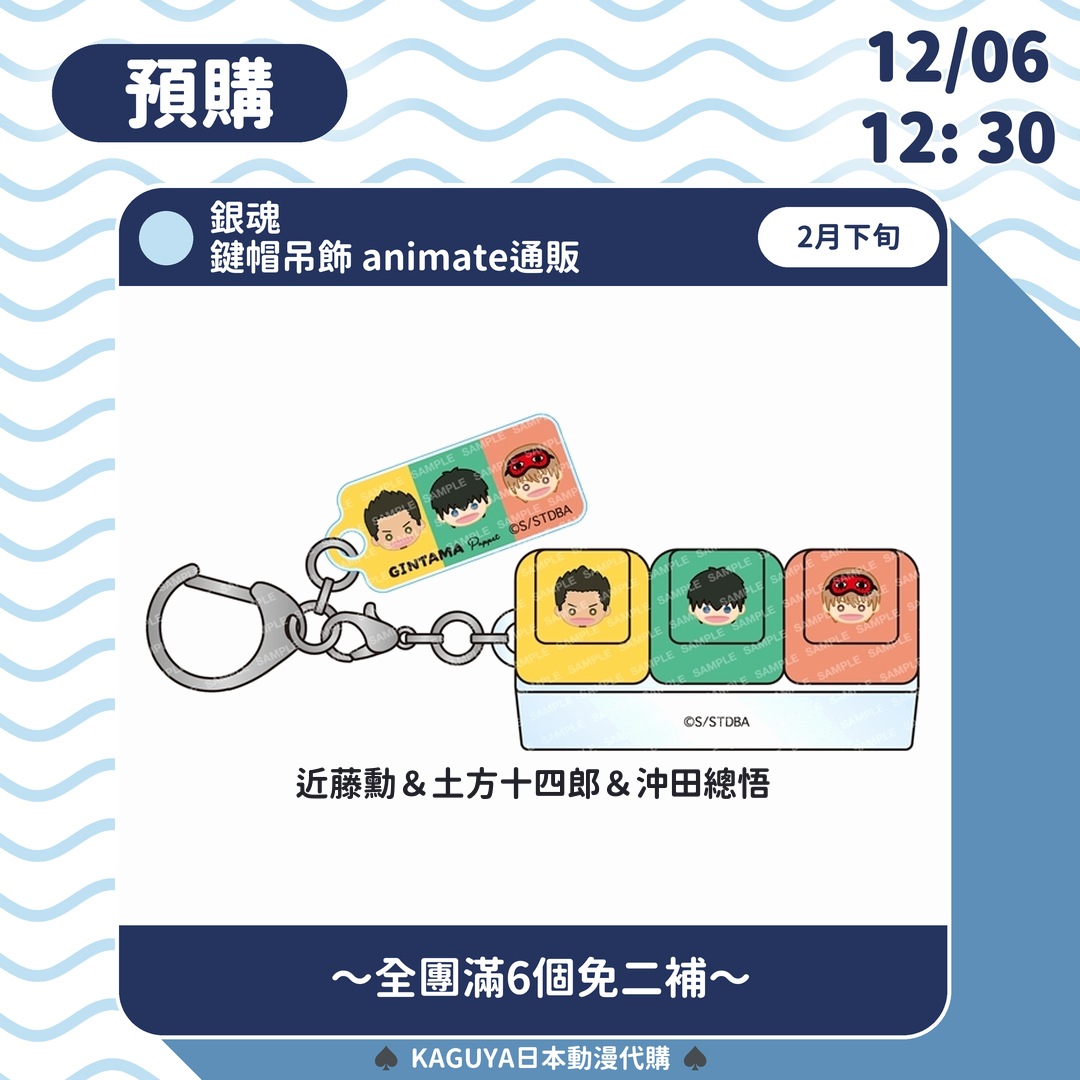 預購
12/06
12: 30
銀魂
鍵帽吊飾 animate通販
2月下旬
GINTAMA Puppet ©S/STDBA
SAMPLE
©S/STDBA
近藤勳＆土方十四郎＆沖田總悟
～全團滿6個免二補～
♠ KAGUYA日本動漫代購 ♠